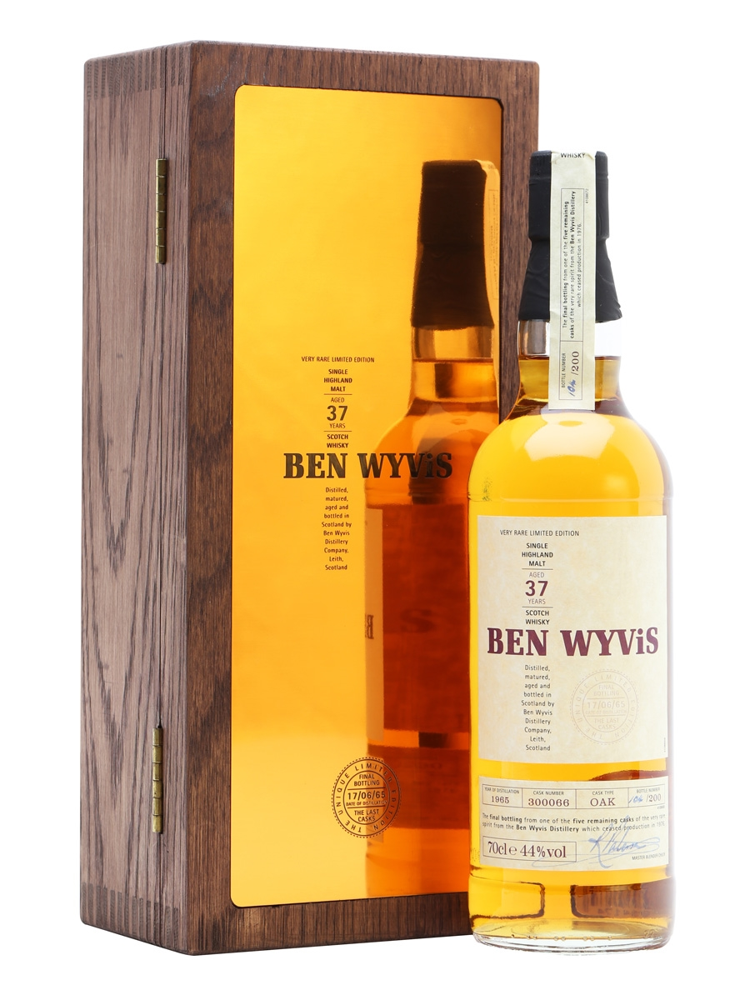 VERY RARE LIMITED EDITION
SINGLE
HIGHLAND
MALT
AGED
37
YEARS
SCOTCH
WHISKY
BEN WYViS
Distilled,
matured,
aged and
bottled in
Scotland by
Ben Wyvis
Distillery
Company,
Leith,
Scotland
THE UNIQUE LIMITED EDITION
FINAL
BOTTLING
17/06/65
DATE OF DISTILLATION
THE LAST
CASKS
WHISKY
The final bottling from one of the five remaining
casks of the very rare spirit from the Ben Wyvis Distillery
which ceased production in 1976.
BOTTLE NUMBER
/200
VERY RARE LIMITED EDITION
SINGLE
HIGHLAND
MALT
AGED
37
YEARS
SCOTCH
WHISKY
BEN WYViS
Distilled,
matured,
aged and
bottled in
Scotland by
Ben Wyvis
Distillery
Company,
Leith,
Scotland
UNIQUE LIMITED
FINAL
BOTTLING
17/06/65
DATE OF DISTILLATION
THE LAST
CASKS
YEAR OF DISTILLATION CASK NUMBER CASK TYPE BOTTLE NUMBER
1965 300066 OAK /200
The final bottling from one of the five remaining casks of the very rare
spirit from the Ben Wyvis Distillery which ceased production in 1976.
70cl e 44%vol
MASTER BLENDER